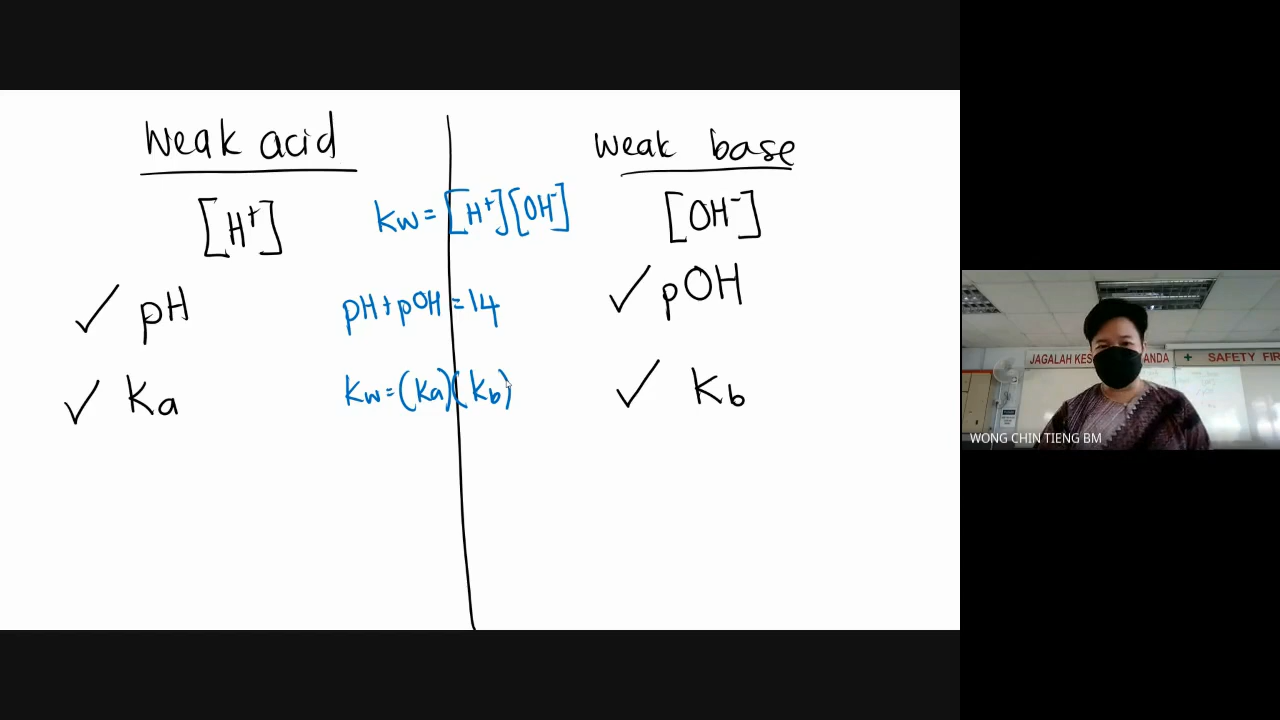 Weak acid
weak base
[H⁺]
Kw = [H⁺][OH⁻]
[OH⁻]
✓ pH
pH + pOH = 14
✓ pOH
✓ Ka
Kw = (Ka)(Kb)
✓ Kb
JAGALAH KES ANDA
+ SAFETY FIR
WONG CHIN TIENG BM